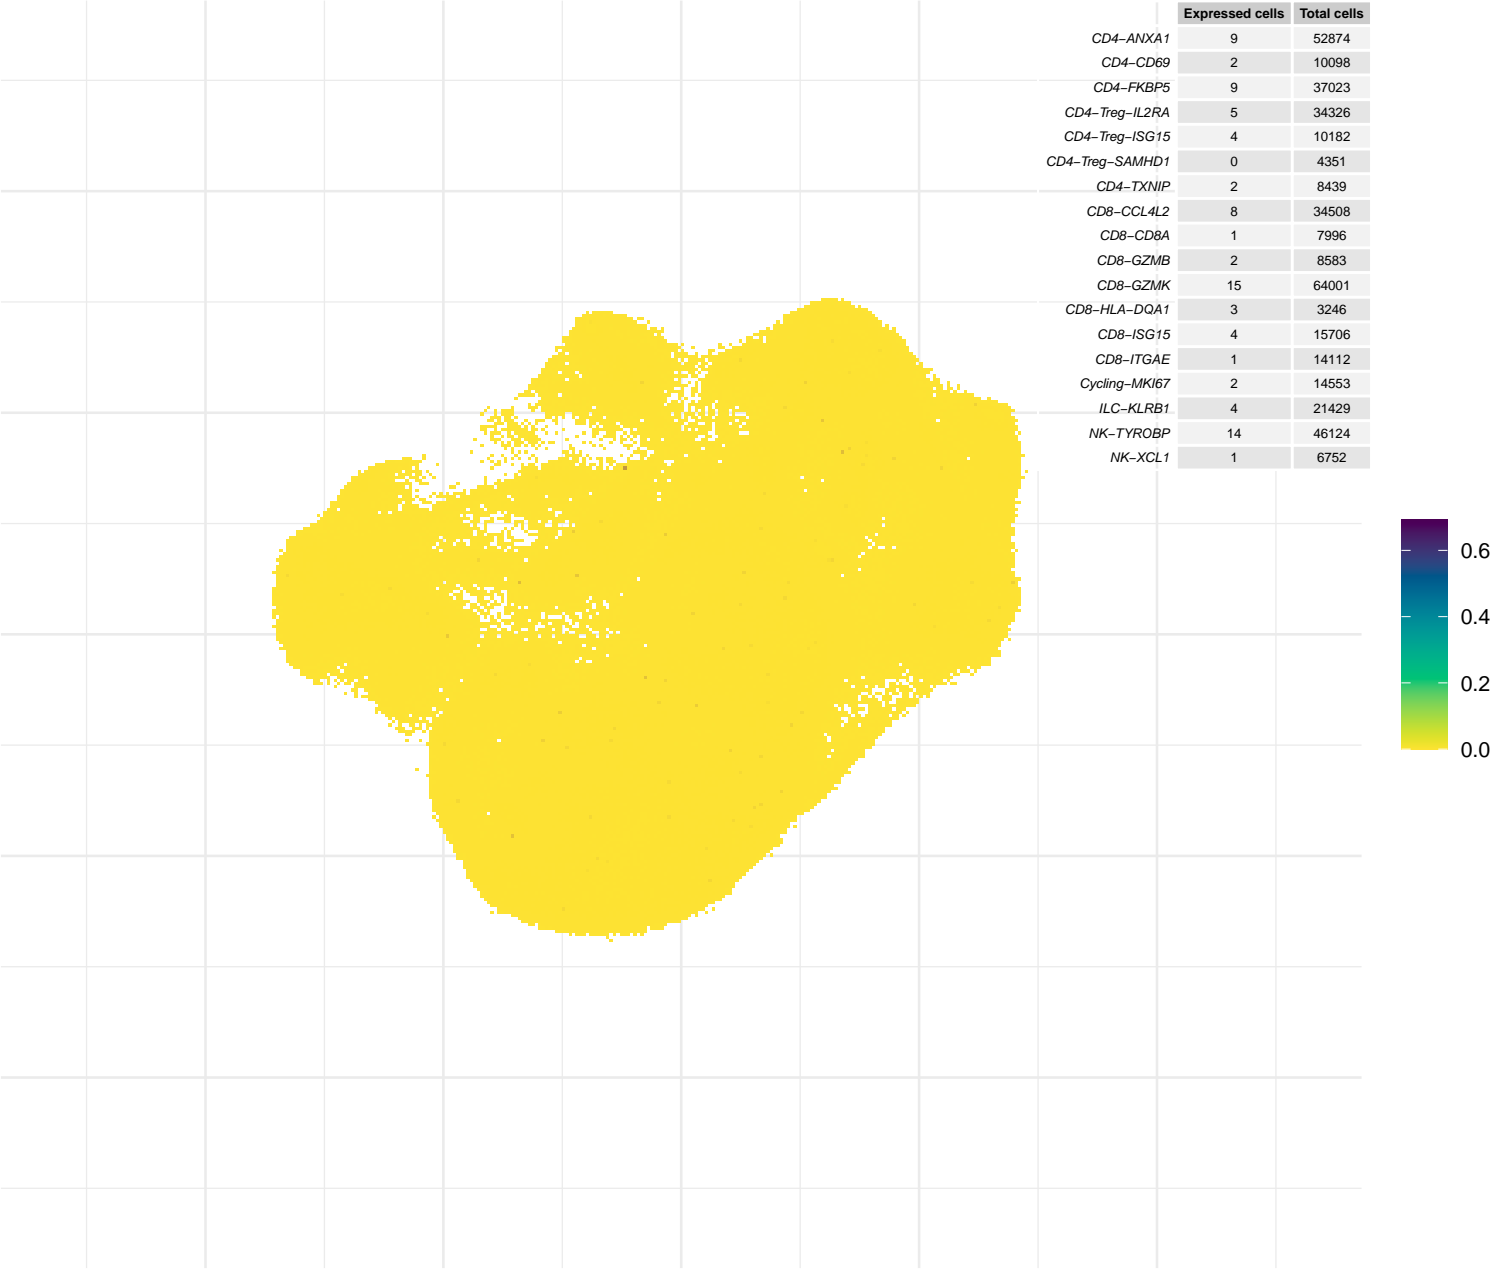 Expressed cells Total cells
CD4−ANXA1 9 52874
CD4−CD69 2 10098
CD4−FKBP5 9 37023
CD4−Treg−IL2RA 5 34326
CD4−Treg−ISG15 4 10182
CD4−Treg−SAMHD1 0 4351
CD4−TXNIP 2 8439
CD8−CCL4L2 8 34508
CD8−CD8A 1 7996
CD8−GZMB 2 8583
CD8−GZMK 15 64001
CD8−HLA−DQA1 3 3246
CD8−ISG15 4 15706
CD8−ITGAE 1 14112
Cycling−MKI67 2 14553
ILC−KLRB1 4 21429
NK−TYROBP 14 46124
NK−XCL1 1 6752
0.6
0.4
0.2
0.0